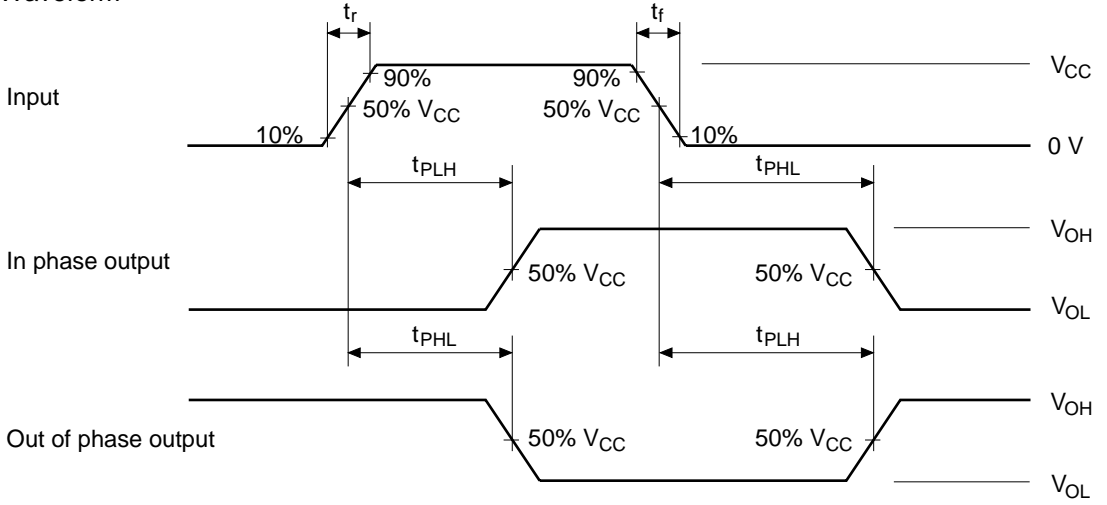 tr tf
90% 90% VCC
Input 50% VCC 50% VCC
10% 10% 0 V
tPLH tPHL
VOH
In phase output 50% VCC 50% VCC
VOL
tPHL tPLH
VOH
Out of phase output 50% VCC 50% VCC
VOL